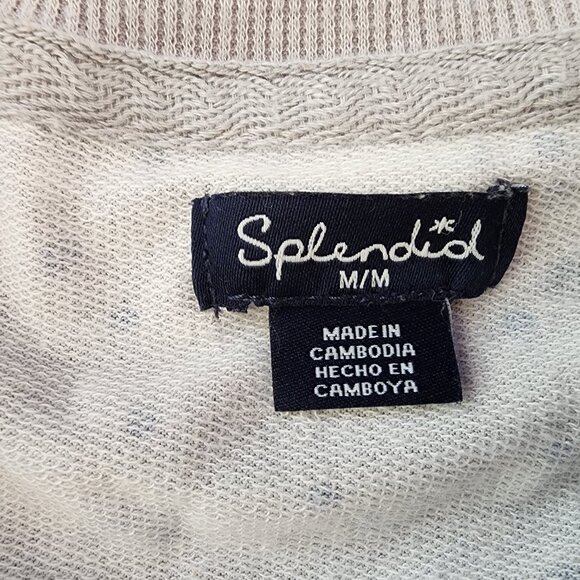 Splendid
M/M
MADE IN
CAMBODIA
HECHO EN
CAMBOYA